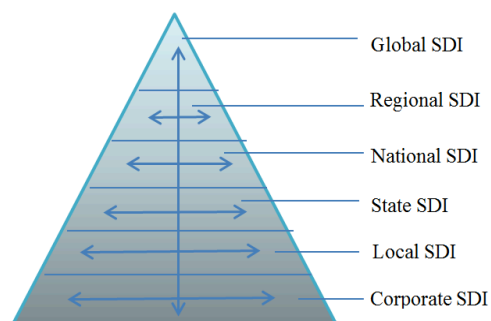 Global SDI
Regional SDI
National SDI
State SDI
Local SDI
Corporate SDI